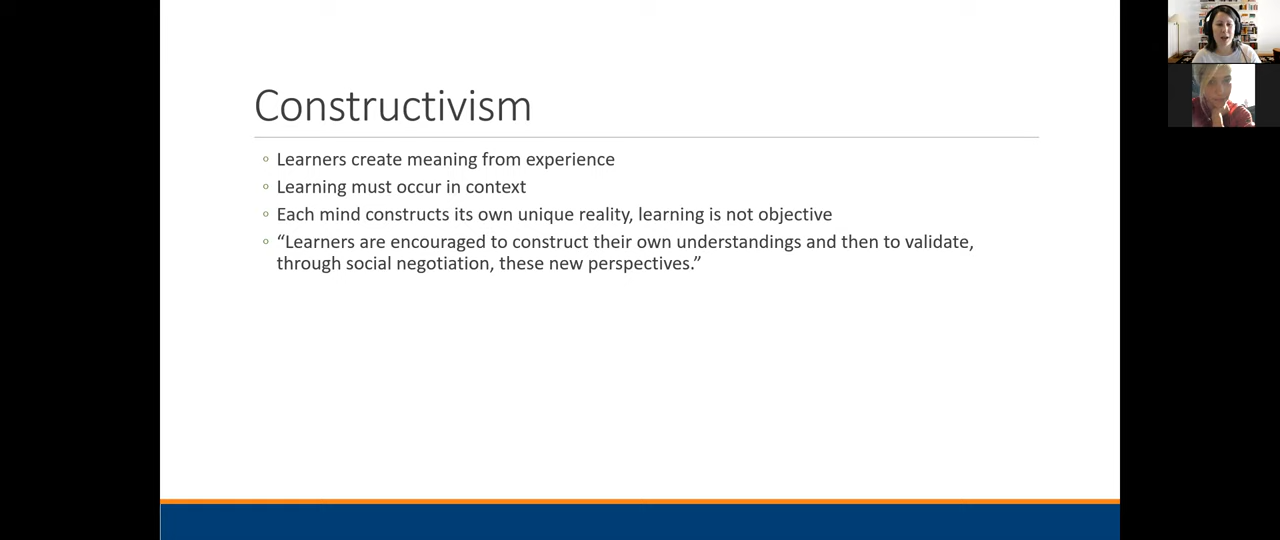 Constructivism
Learners create meaning from experience
Learning must occur in context
Each mind constructs its own unique reality, learning is not objective
“Learners are encouraged to construct their own understandings and then to validate,
through social negotiation, these new perspectives.”